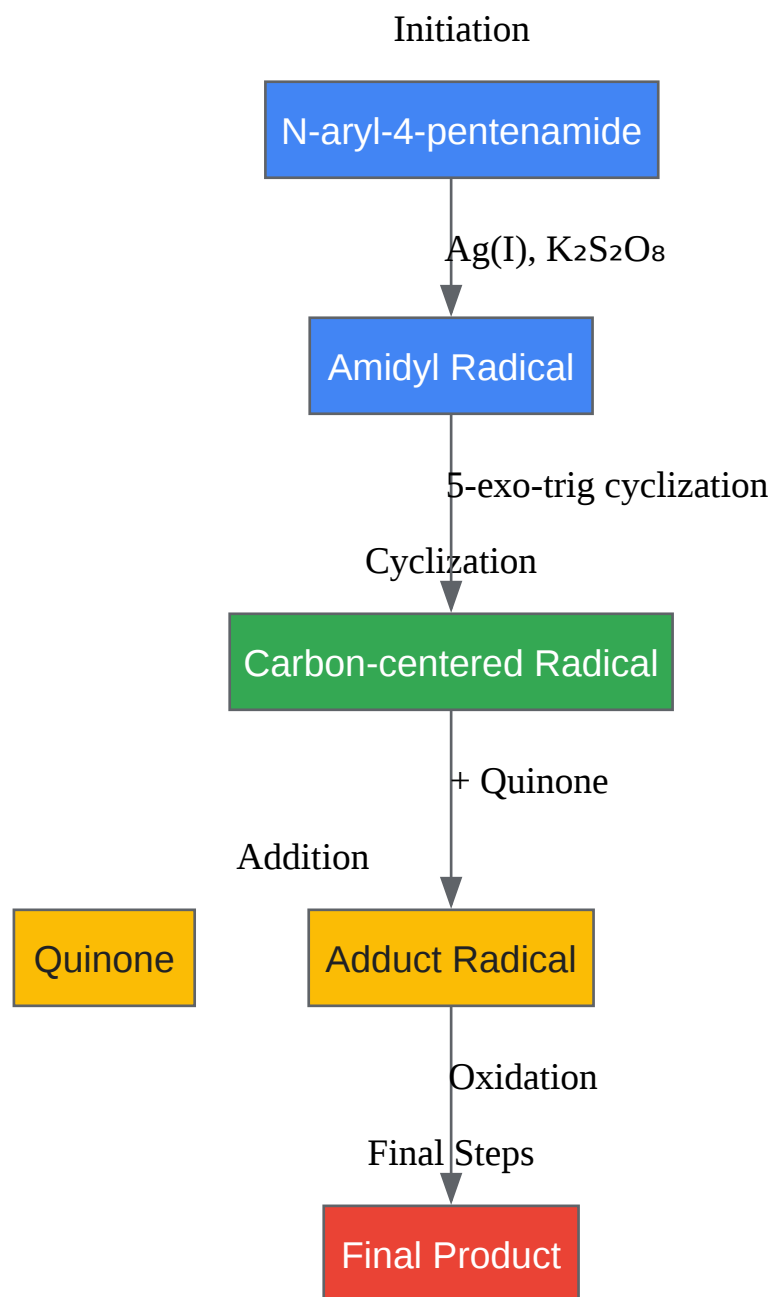 Initiation
N-aryl-4-pentenamide
Ag(I), K₂S₂O₈
Amidyl Radical
5-exo-trig cyclization
Cyclization
Carbon-centered Radical
+ Quinone
Addition
Quinone
Adduct Radical
Oxidation
Final Steps
Final Product